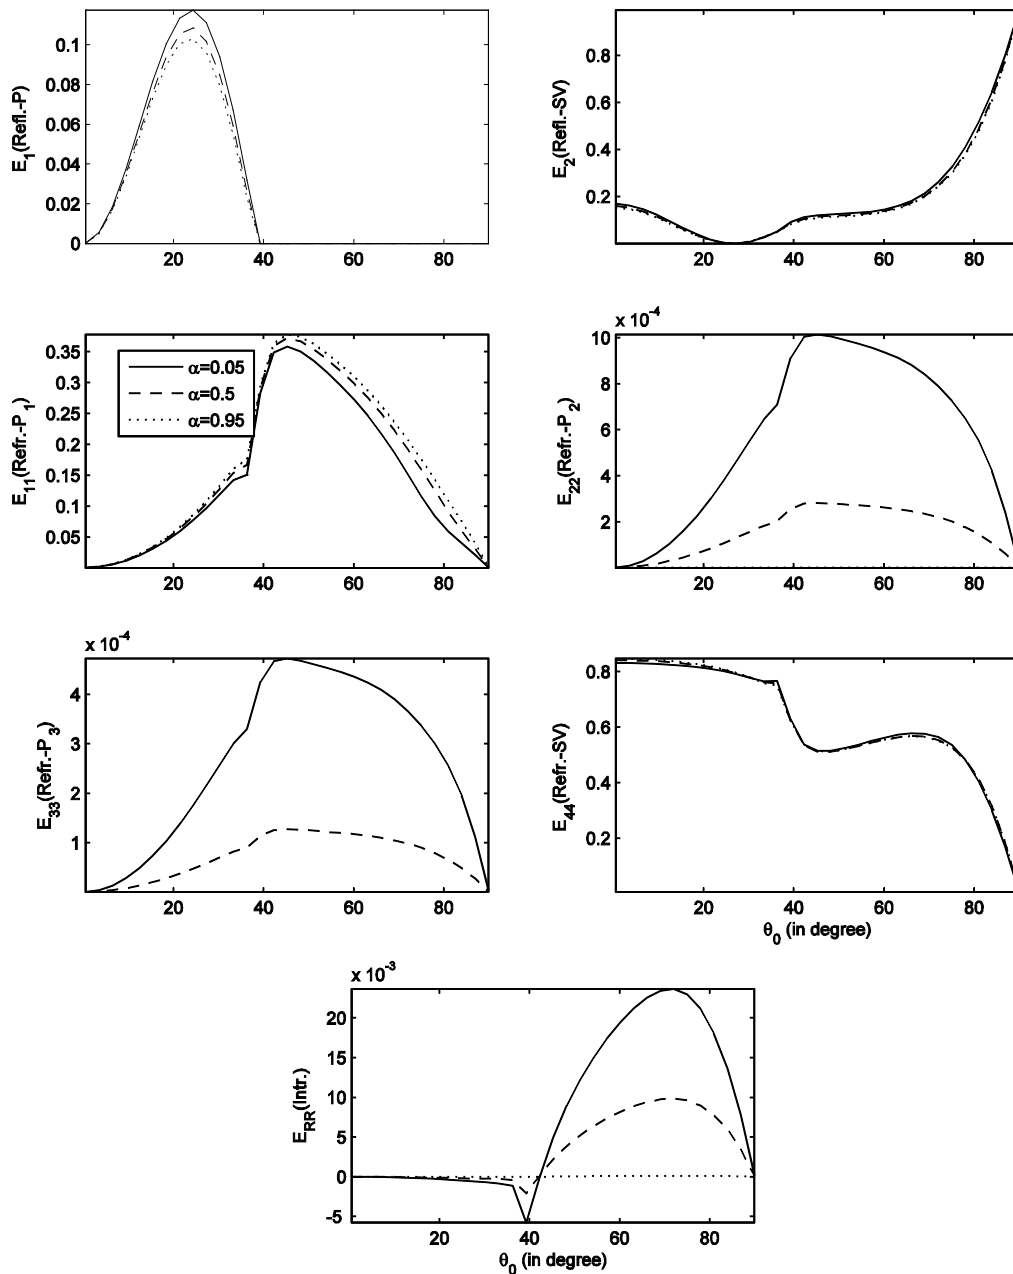 E1(Refl.-P)
0.1
0.08
0.06
0.04
0.02
0
20 40 60 80
E2(Refl.-SV)
0.8
0.6
0.4
0.2
20 40 60 80
E11(Refr.-P1)
0.35
0.3
0.25
0.2
0.15
0.1
0.05
α=0.05
α=0.5
α=0.95
20 40 60 80
x 10-4
E22(Refr.-P2)
10
8
6
4
2
20 40 60 80
x 10-4
E33(Refr.-P3)
4
3
2
1
20 40 60 80
E44(Refr.-SV)
0.8
0.6
0.4
0.2
20 40 60 80
θ0 (in degree)
x 10-3
ERR(Intr.)
20
15
10
5
0
-5
20 40 60 80
θ0 (in degree)